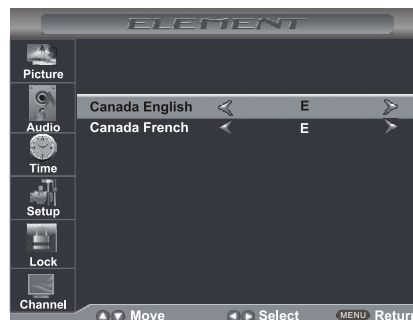 ELEMENT
Picture
Audio
Time
Setup
Lock
Channel
Canada English E
Canada French E
Move Select MENU Return